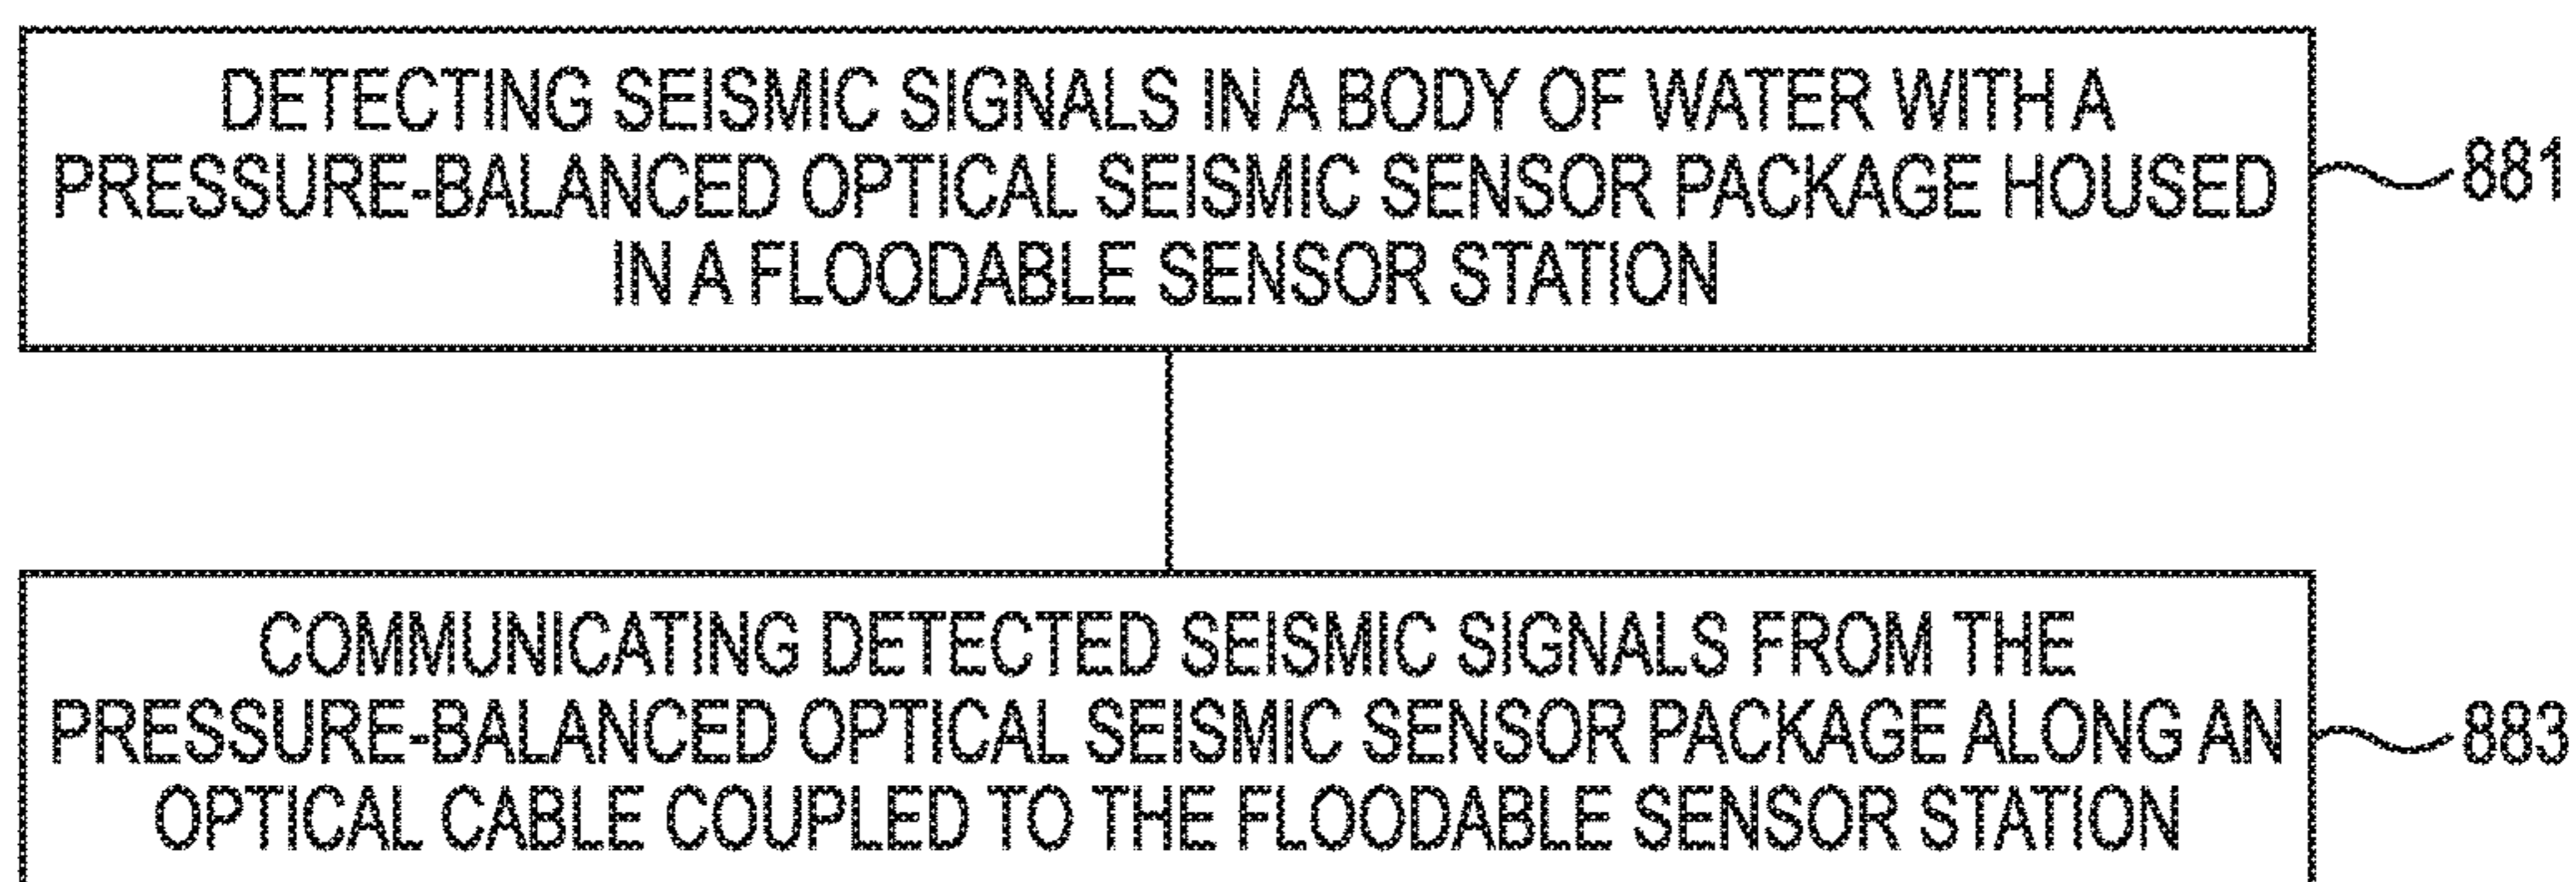 DETECTING SEISMIC SIGNALS IN A BODY OF WATER WITH A
PRESSURE-BALANCED OPTICAL SEISMIC SENSOR PACKAGE HOUSED
IN A FLOODABLE SENSOR STATION
881
COMMUNICATING DETECTED SEISMIC SIGNALS FROM THE
PRESSURE-BALANCED OPTICAL SEISMIC SENSOR PACKAGE ALONG AN
OPTICAL CABLE COUPLED TO THE FLOODABLE SENSOR STATION
883